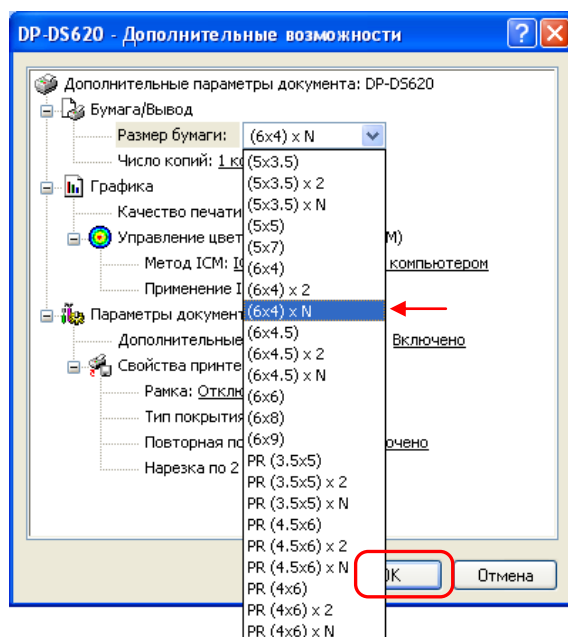 DP-DS620 - Дополнительные возможности
Дополнительные параметры документа: DP-DS620
Бумага/Вывод
Размер бумаги: (6x4) x N
Число копий: 1
(5x3.5)
Графика
(5x3.5) x 2
(5x3.5) x N
Качество печати
(5x5)
Управление
(5x7)
Метод ICM: компьютером
(6x4)
Применение
(6x4) x 2
(6x4) x N
Параметры
(6x4.5)
Дополнительные Включено
(6x4.5) x 2
Свойства
(6x4.5) x N
Рамка:
(6x6)
Тип покрытия
(6x8)
Повторная
(6x9)
Нарезка по 2
PR (3.5x5)
PR (3.5x5) x 2
PR (3.5x5) x N
PR (4.5x6)
PR (4.5x6) x 2
PR (4.5x6) x N
PR (4x6)
PR (4x6) x 2
PR (4x6) x N
Отмена